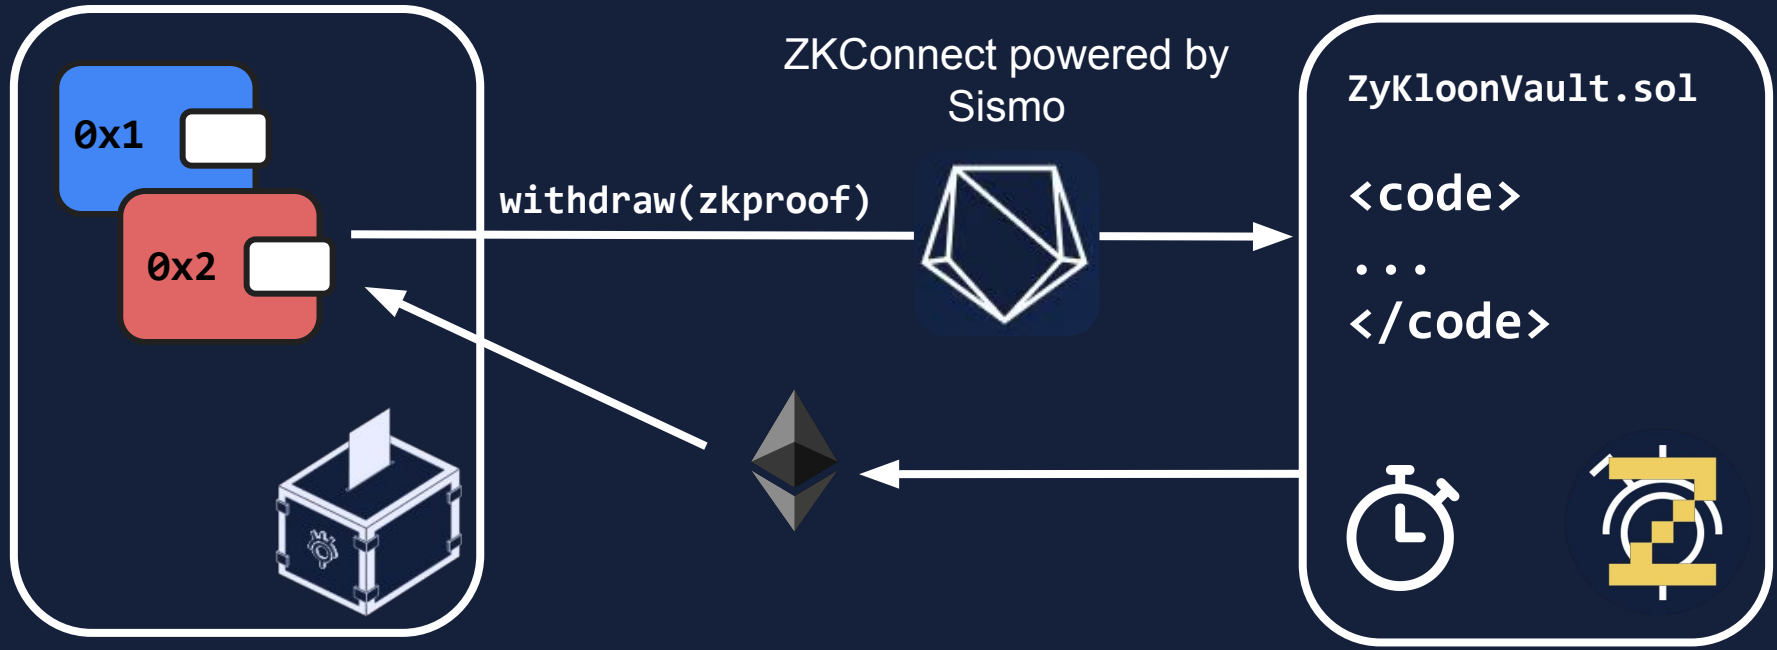 0x1
0x2
withdraw(zkproof)
ZKConnect powered by
Sismo
ZyKloonVault.sol
<code>
...
</code>